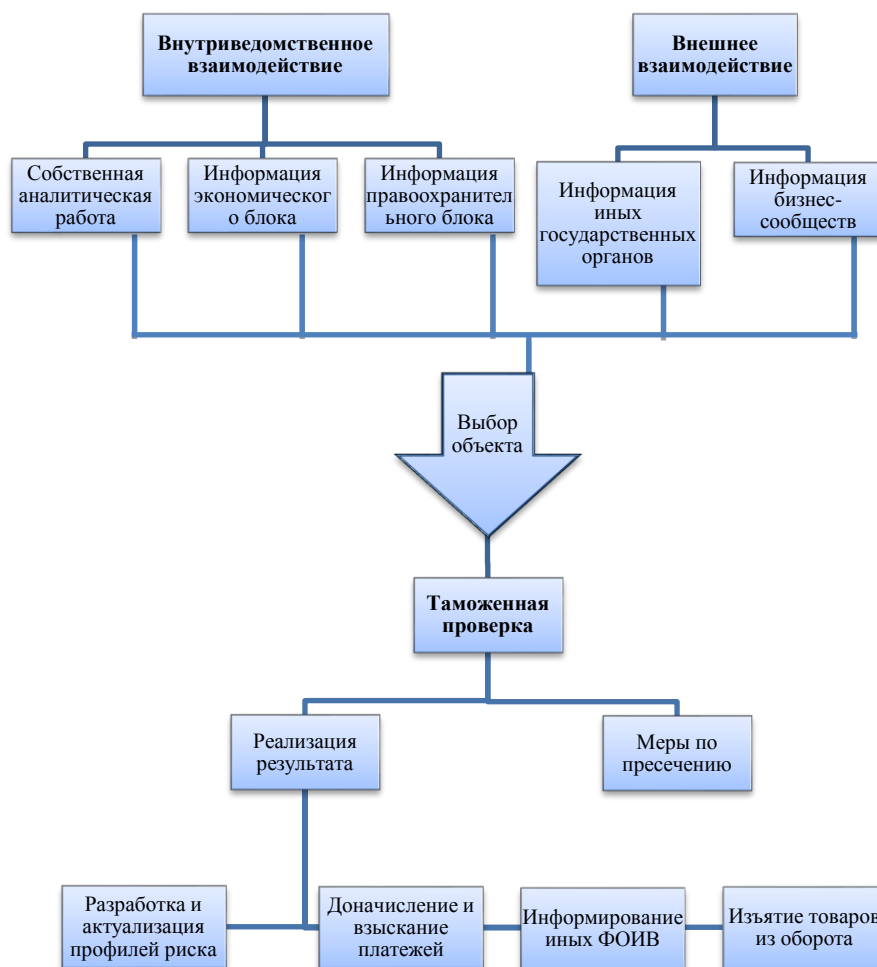 Внутриведомственное
взаимодействие
Внешнее
взаимодействие
Собственная
аналитическая
работа
Информация
экономическог
о блока
Информация
правоохранител
ьного блока
Информация
иных
государственных
органов
Информация
бизнес-
сообществ
Выбор
объекта
Таможенная
проверка
Реализация
результата
Меры по
пресечению
Разработка и
актуализация
профилей риска
Доначисление и
взыскание
платежей
Информирование
иных ФОИВ
Изъятие товаров
из оборота